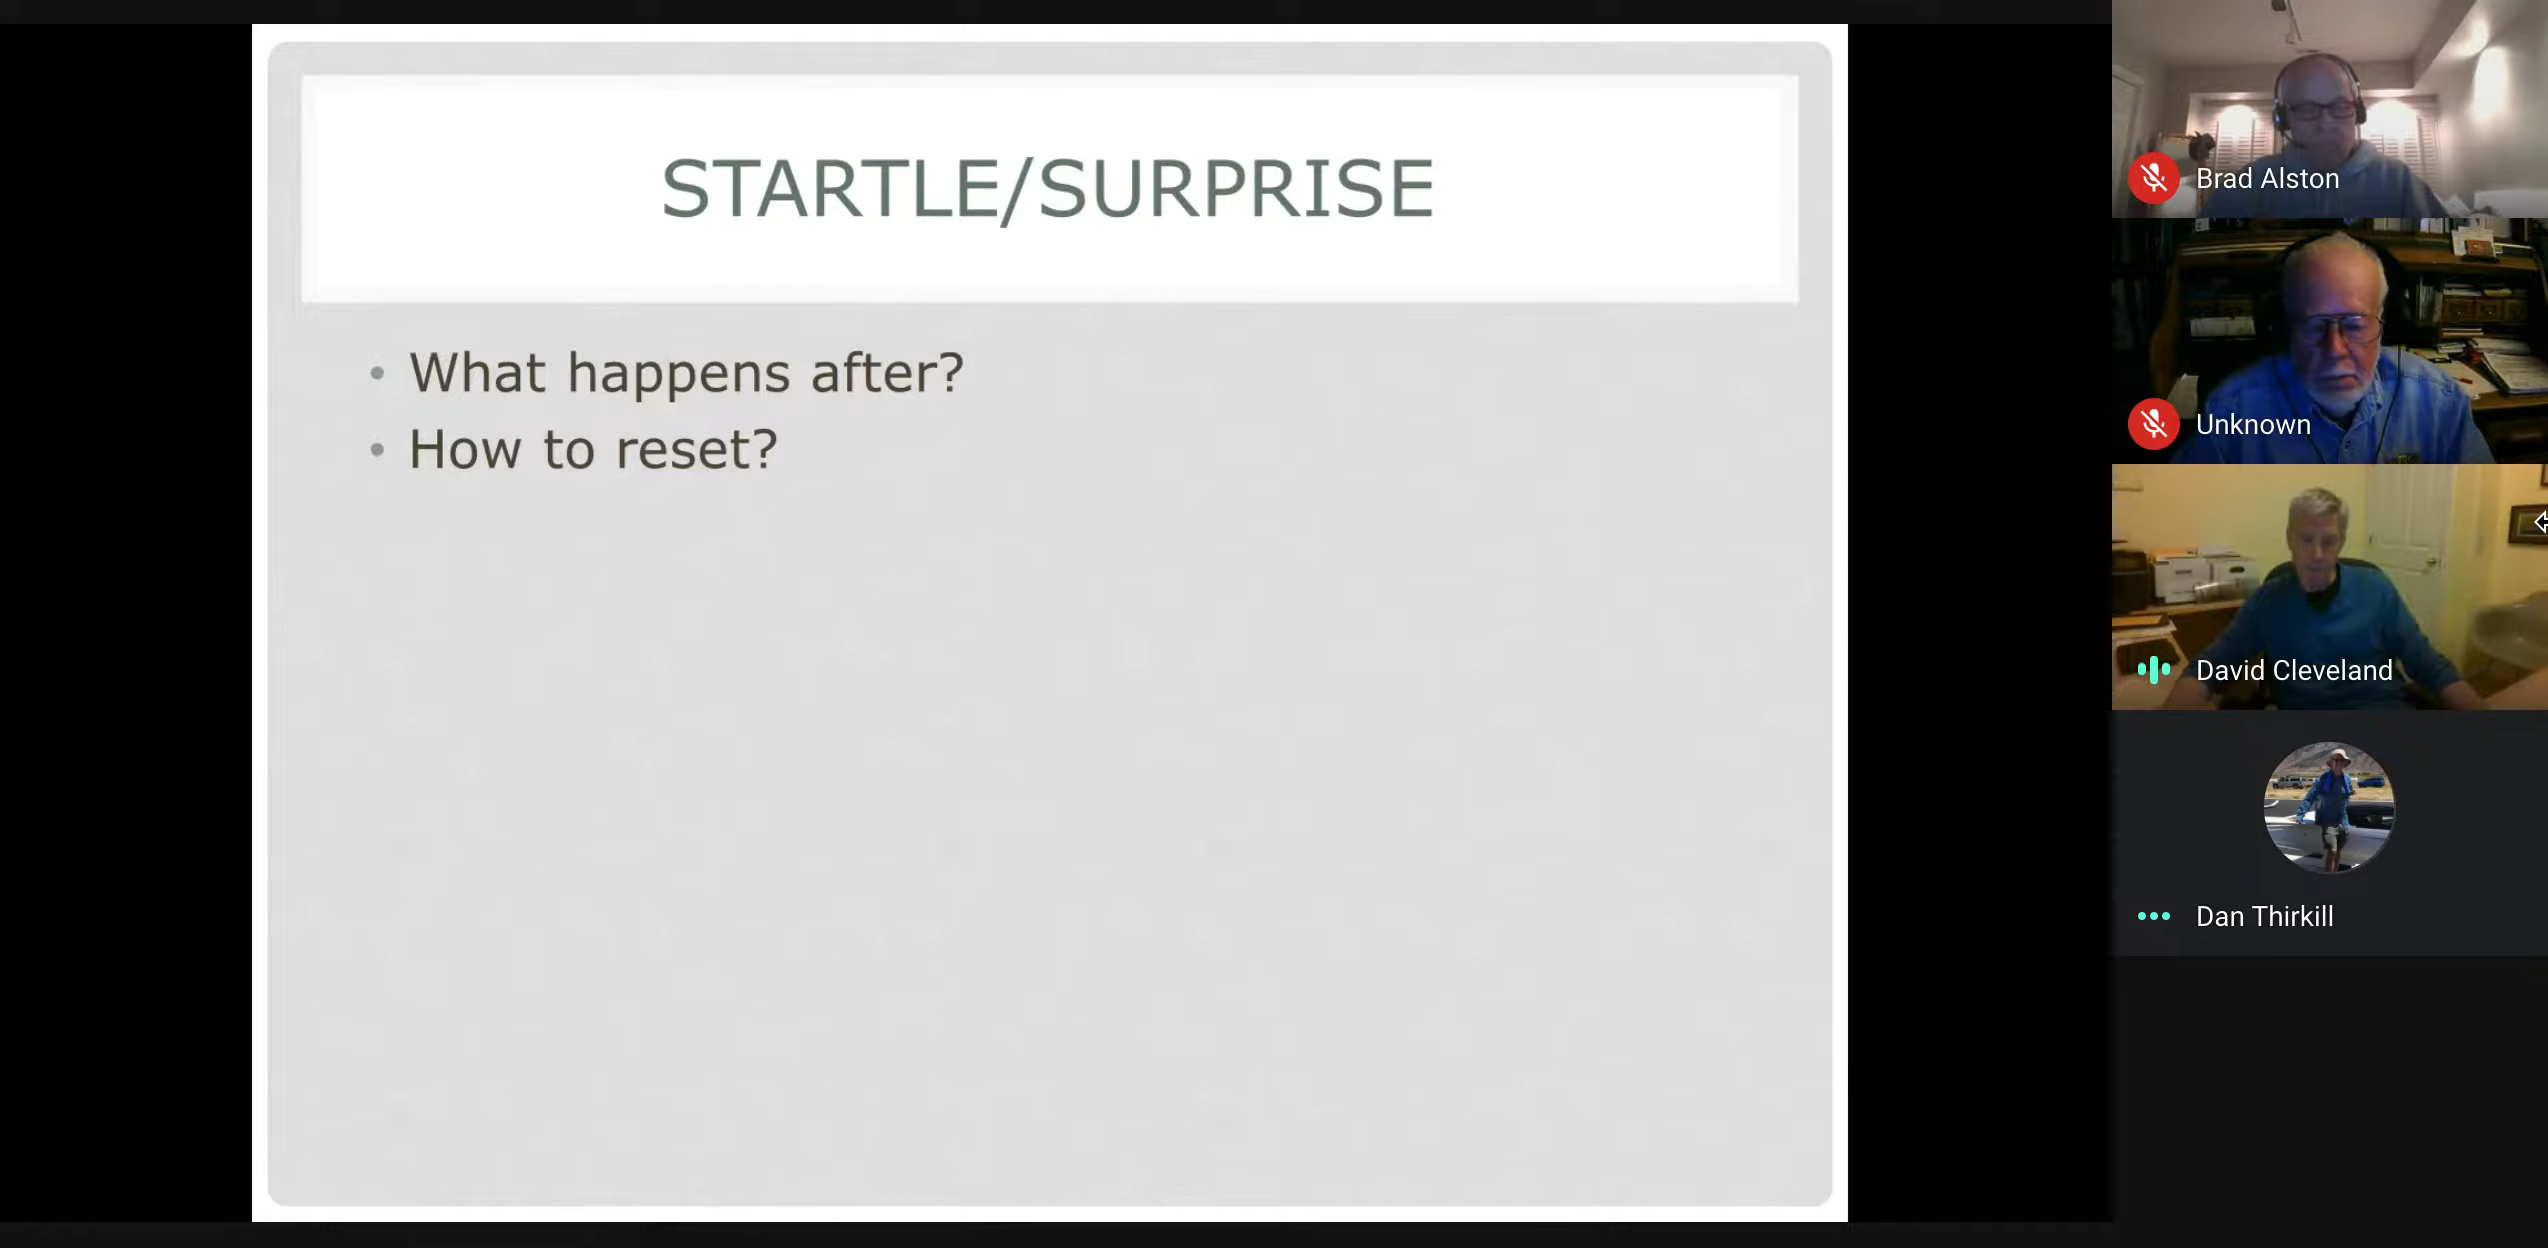 STARTLE/SURPRISE
• What happens after?
• How to reset?
Brad Alston
Unknown
David Cleveland
Dan Thirkill